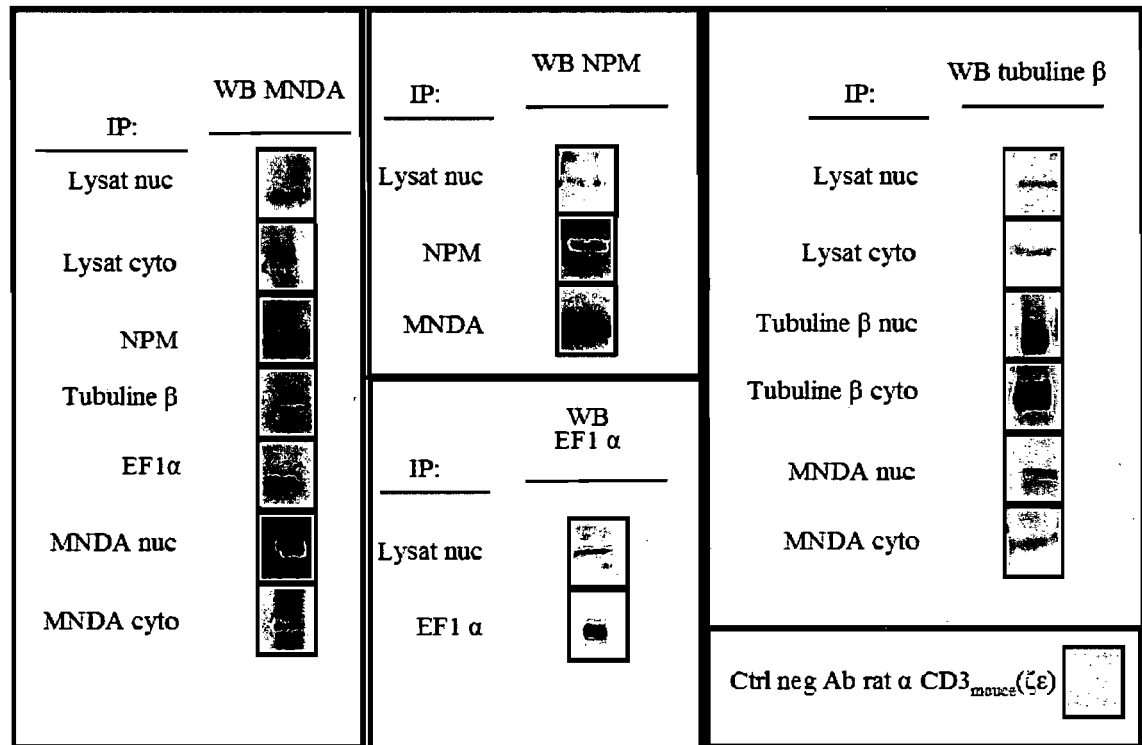 WB MNDA
IP:
Lysat nuc
Lysat cyto
NPM
Tubuline β
EF1α
MNDA nuc
MNDA cyto
WB NPM
IP:
Lysat nuc
NPM
MNDA
WB
EF1 α
IP:
Lysat nuc
EF1 α
WB tubuline β
IP:
Lysat nuc
Lysat cyto
Tubuline β nuc
Tubuline β cyto
MNDA nuc
MNDA cyto
Ctrl neg Ab rat α CD3mouse(ζε)